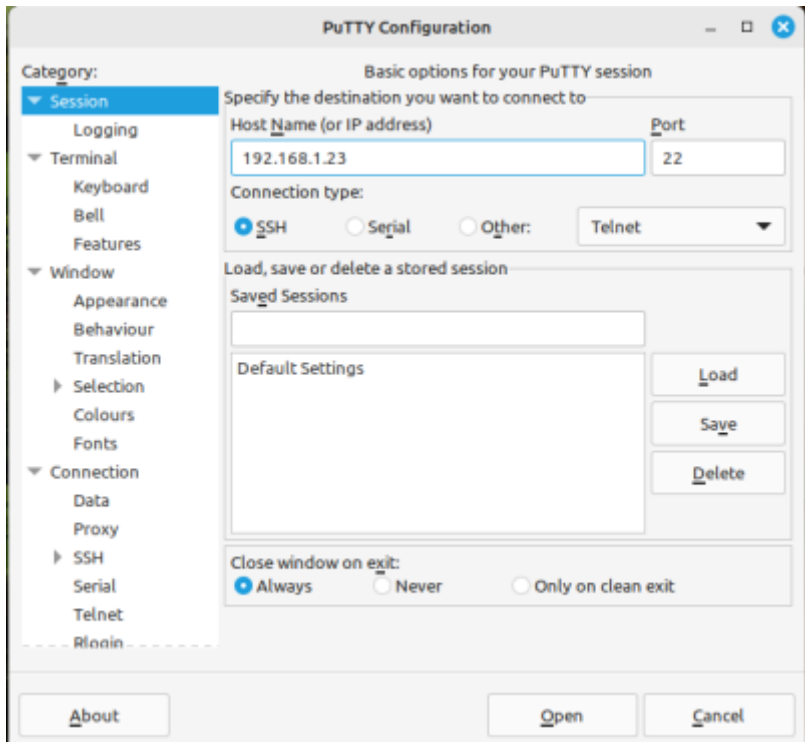 PuTTY Configuration
Category:
Session
Logging
Terminal
Keyboard
Bell
Features
Window
Appearance
Behaviour
Translation
Selection
Colours
Fonts
Connection
Data
Proxy
SSH
Serial
Telnet
Rlogin
Basic options for your PuTTY session
Specify the destination you want to connect to
Host Name (or IP address) Port
192.168.1.23 22
Connection type:
SSH Serial Other: Telnet
Load, save or delete a stored session
Saved Sessions
Default Settings
Load
Save
Delete
Close window on exit:
Always Never Only on clean exit
About Open Cancel